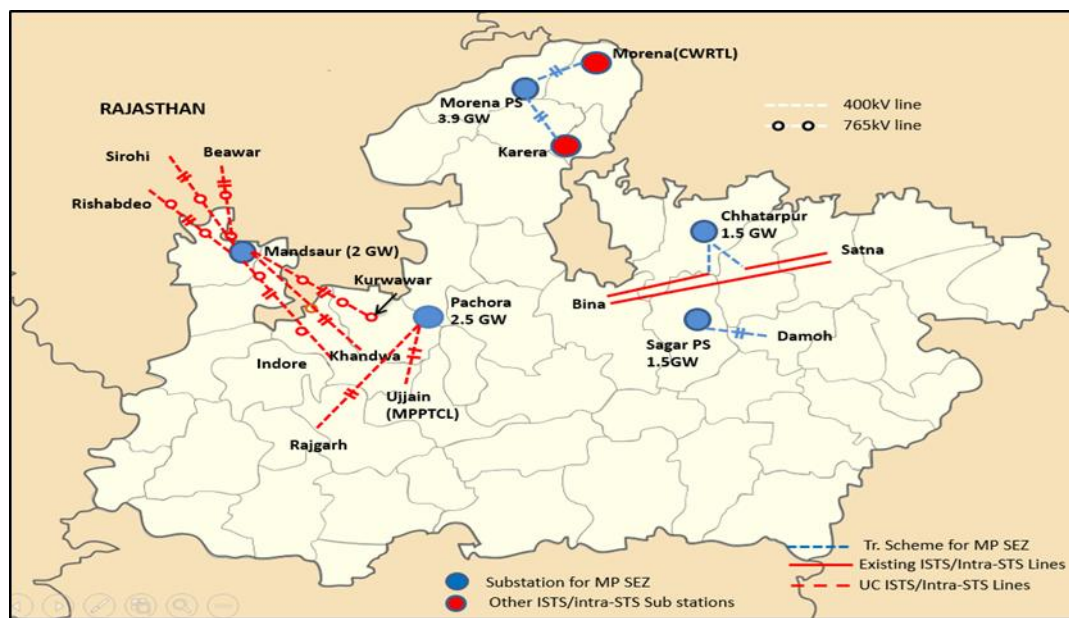 Morena(CWRTL)
RAJASTHAN
Morena PS
3.9 GW
400kV line
765kV line
Sirohi
Beawar
Karera
Rishabdeo
Chhatarpur
1.5 GW
Mandsaur (2 GW)
Satna
Kurwawar
Pachora
2.5 GW
Bina
Sagar PS
1.5GW
Damoh
Indore
Khandwa
Ujjain
(MPPTCL)
Rajgarh
Tr. Scheme for MP SEZ
Existing ISTS/Intra-STS Lines
UC ISTS/Intra-STS Lines
Substation for MP SEZ
Other ISTS/intra-STS Sub stations